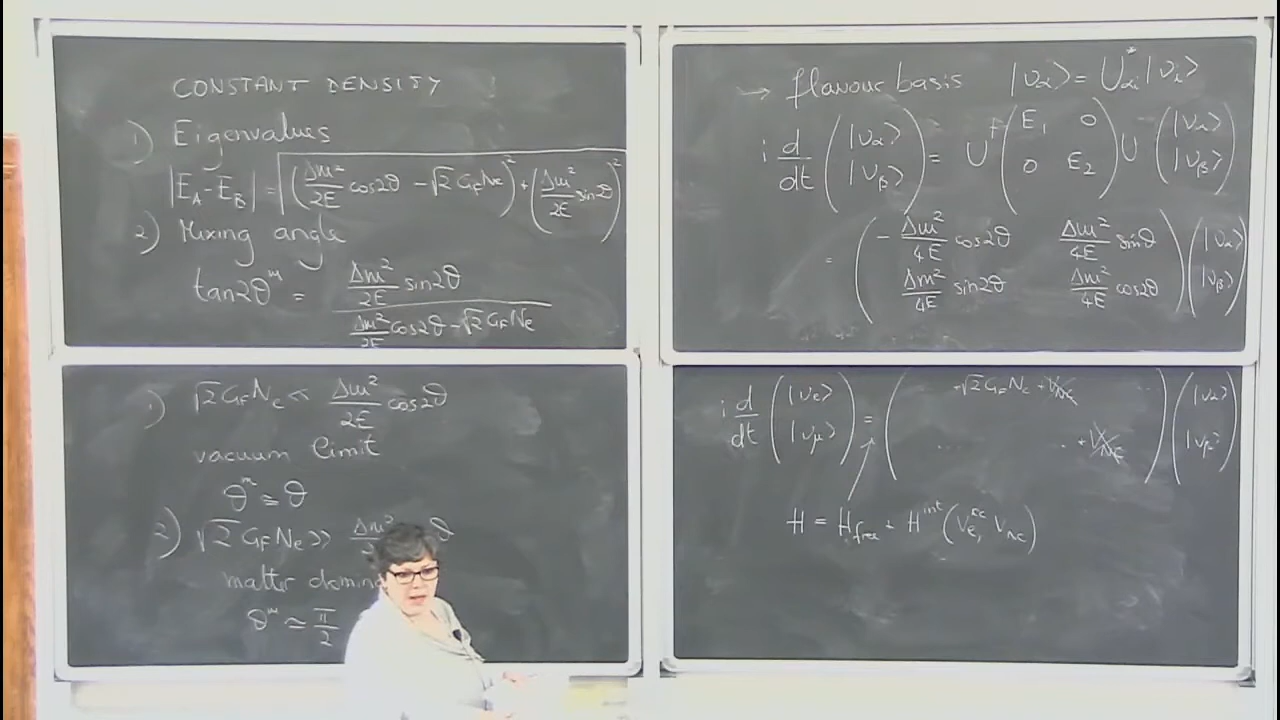 CONSTANT DENSITY
1) Eigenvalues
|E_A - E_B| = √((Δm²/2E cos2θ - √2 G_F N_e)² + (Δm²/2E sin2θ)²)
2) Mixing angle
tan2θ^m = (Δm²/2E sin2θ) / (Δm²/2E cos2θ - √2 G_F N_e)
1) √2 G_F N_e << Δm²/2E cos2θ
vacuum limit
θ^m ≃ θ
2) √2 G_F N_e >> Δm² θ
matter domina
θ^m ≃ π/2
→ flavour basis |ν_α> = U*_αi |ν_i>
i d/dt (|ν_α> |ν_β>) = U† (E_1 0 0 E_2) U (|ν_α> |ν_β>)
= (-Δm²/4E cos2θ Δm²/4E sinθ Δm²/4E sin2θ Δm²/4E cos2θ) (|ν_α> |ν_β>)
i d/dt (|ν_e> |ν_μ>) = ( +√2 G_F N_e + V_NC ... ... .. + V_NC ) (|ν_α> |ν_μ>)
H = H_free + H^int (V_e^cc, V_NC)